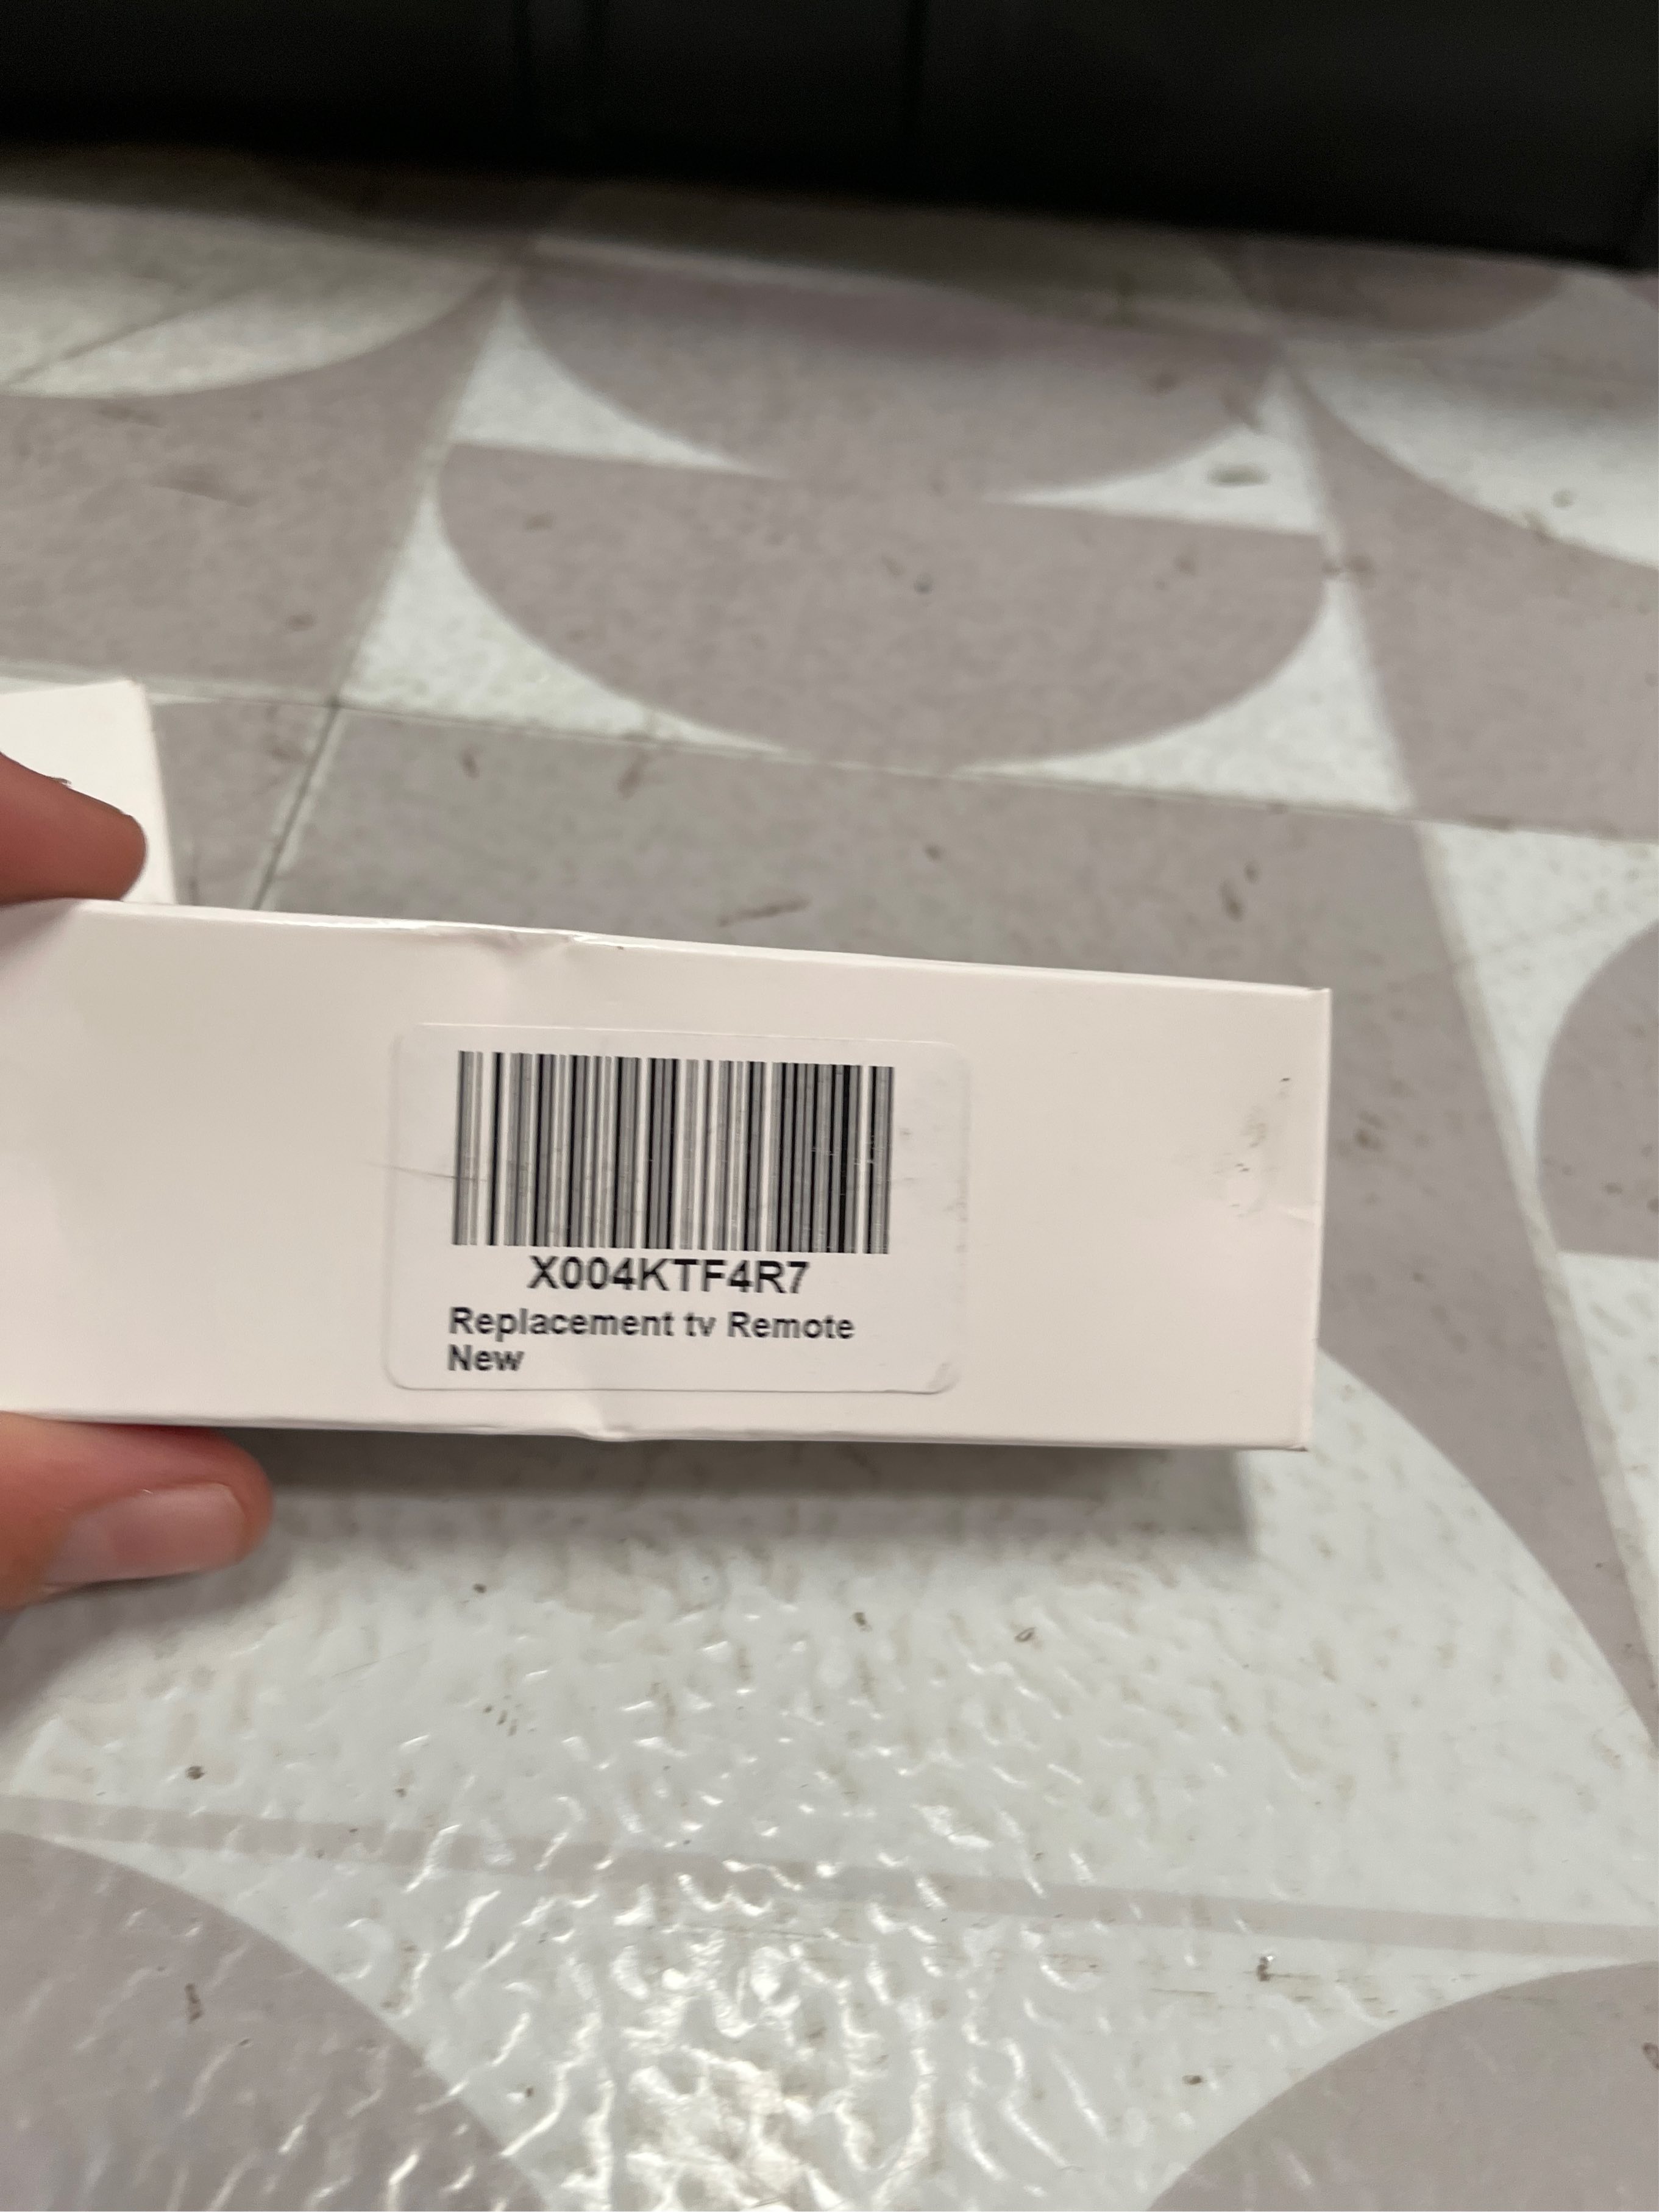 X004KTF4R7
Replacement tv Remote
New